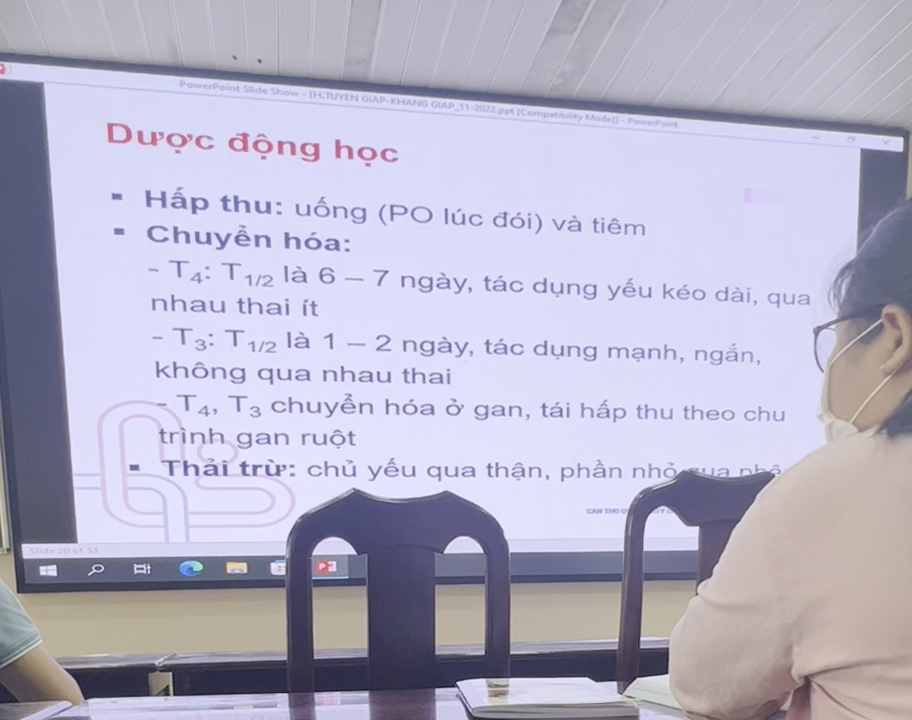 PowerPoint Slide Show - [H.TUYEN GIAP-KHANG GIAP_11-2022.ppt [Compatibility Mode]] - PowerPoint
Dược động học
▪ Hấp thu: uống (PO lúc đói) và tiêm
▪ Chuyển hóa:
- T4: T1/2 là 6 – 7 ngày, tác dụng yếu kéo dài, qua
nhau thai ít
- T3: T1/2 là 1 – 2 ngày, tác dụng mạnh, ngắn,
không qua nhau thai
- T4, T3 chuyển hóa ở gan, tái hấp thu theo chu
trình gan ruột
▪ Thải trừ: chủ yếu qua thận, phần nhỏ qua
CAN THO
Slide 20 of 53